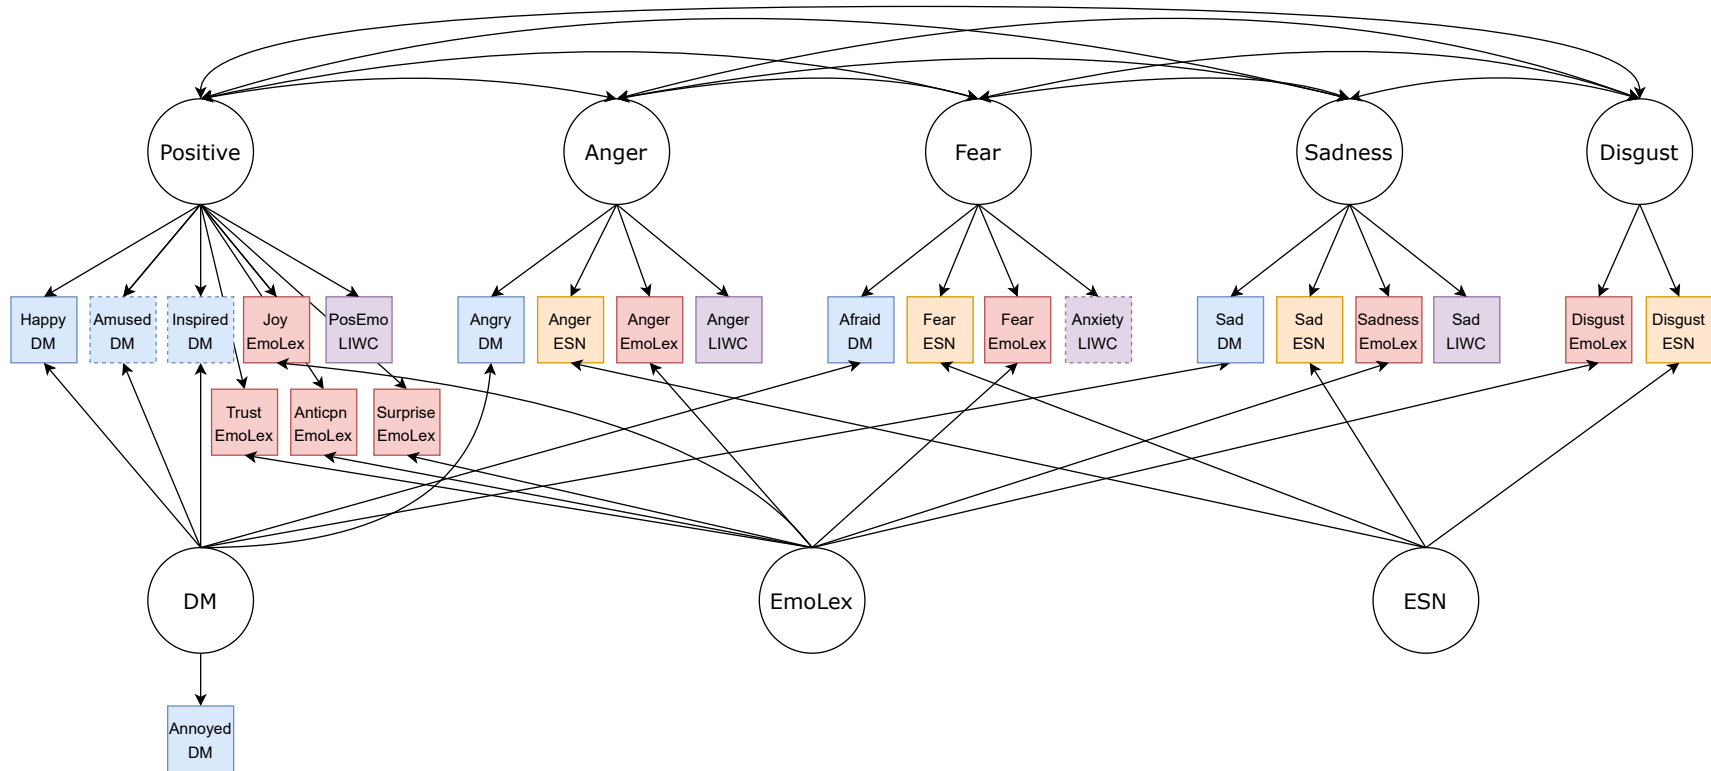 Positive
Anger
Fear
Sadness
Disgust
Happy
DM
Amused
DM
Inspired
DM
Joy
EmoLex
PosEmo
LIWC
Angry
DM
Anger
ESN
Anger
EmoLex
Anger
LIWC
Afraid
DM
Fear
ESN
Fear
EmoLex
Anxiety
LIWC
Sad
DM
Sad
ESN
Sadness
EmoLex
Sad
LIWC
Disgust
EmoLex
Disgust
ESN
Trust
EmoLex
Anticpn
EmoLex
Surprise
EmoLex
DM
EmoLex
ESN
Annoyed
DM